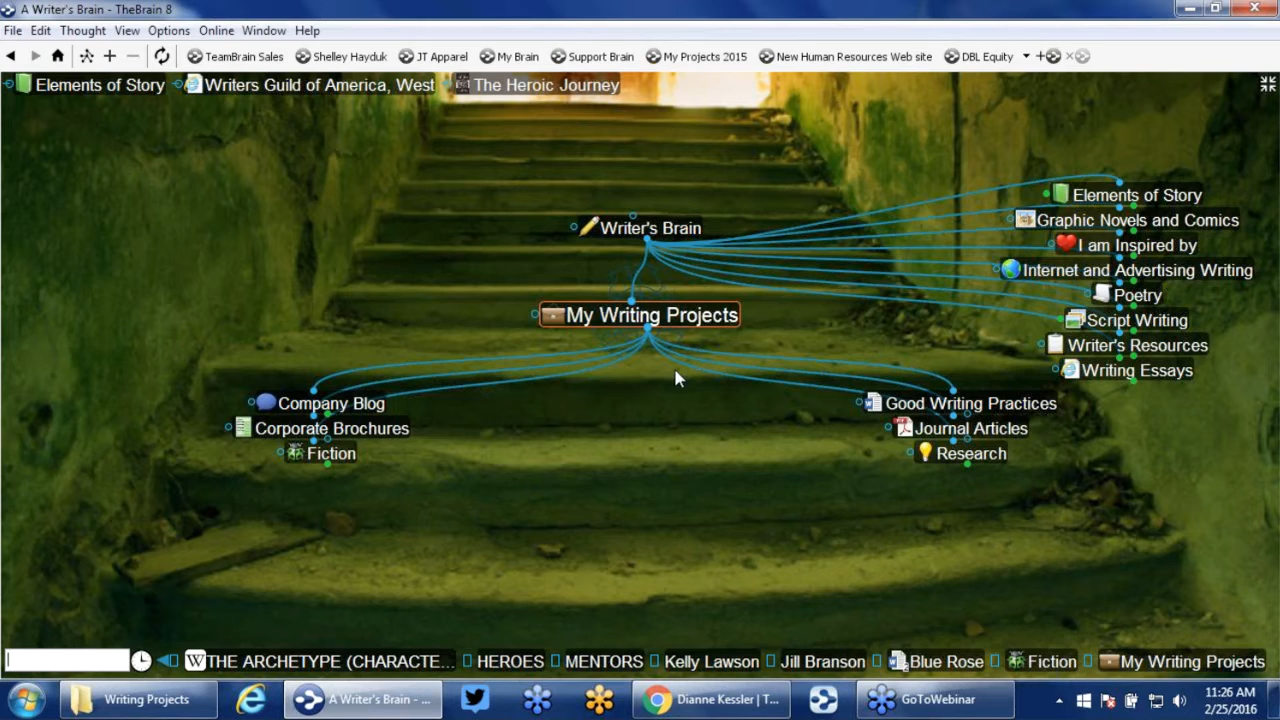 A Writer's Brain - TheBrain 8
File Edit Thought View Options Online Window Help
TeamBrain Sales Shelley Hayduk JT Apparel My Brain Support Brain My Projects 2015 New Human Resources Web site DBL Equity
Elements of Story Writers Guild of America, West The Heroic Journey
Writer's Brain
My Writing Projects
Elements of Story
Graphic Novels and Comics
I am Inspired by
Internet and Advertising Writing
Poetry
Script Writing
Writer's Resources
Writing Essays
Company Blog
Corporate Brochures
Fiction
Good Writing Practices
Journal Articles
Research
W THE ARCHETYPE (CHARACTE... HEROES MENTORS Kelly Lawson Jill Branson Blue Rose Fiction My Writing Projects
Writing Projects A Writer's Brain - ... Dianne Kessler | T... GoToWebinar
11:26 AM
2/25/2016